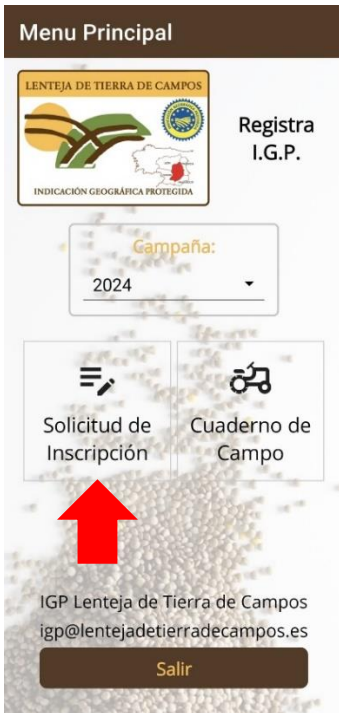 Menu Principal
LENTEJA DE TIERRA DE CAMPOS
INDICACIÓN GEOGRÁFICA PROTEGIDA
Registra
I.G.P.
Campaña:
2024
Solicitud de
Inscripción
Cuaderno de
Campo
IGP Lenteja de Tierra de Campos
igp@lentejadetierradecampos.es
Salir